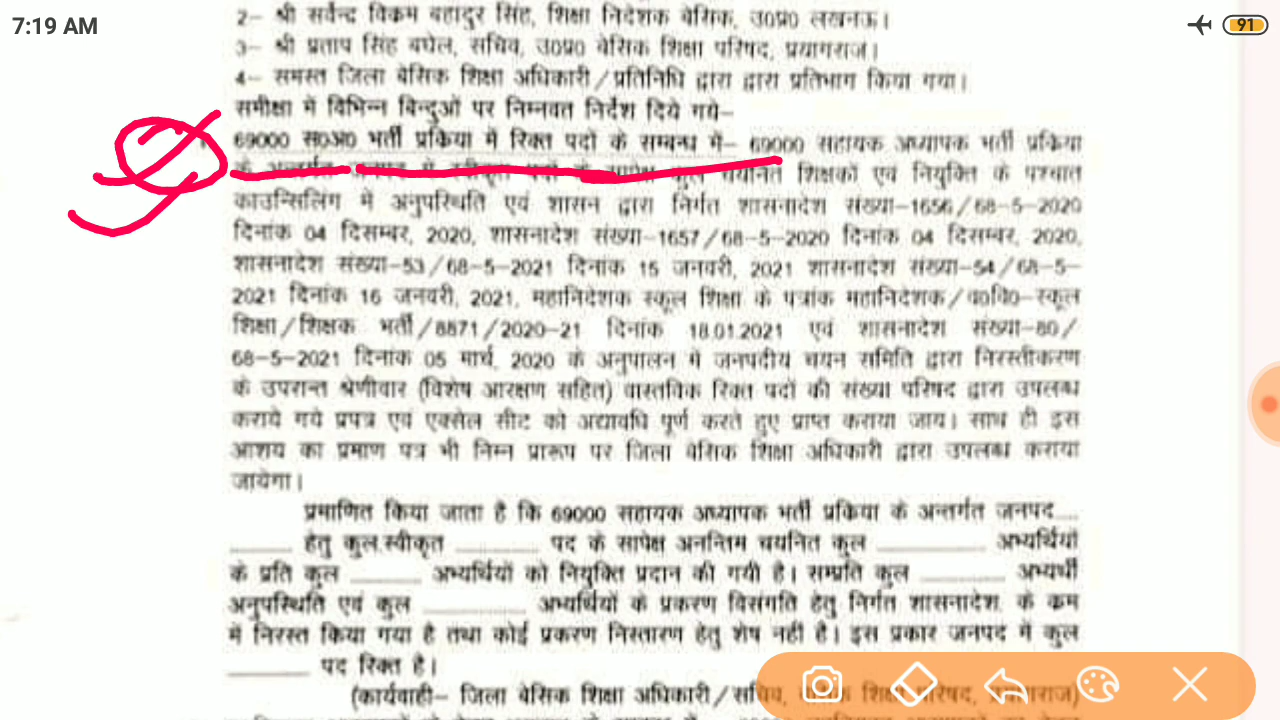 7:19 AM
91
2– श्री सर्वेन्द्र विक्रम बहादुर सिंह, शिक्षा निदेशक बेसिक, उ0प्र0 लखनऊ।
3– श्री प्रताप सिंह बघेल, सचिव, उ0प्र0 बेसिक शिक्षा परिषद, प्रयागराज।
4– समस्त जिला बेसिक शिक्षा अधिकारी/प्रतिनिधि द्वारा द्वारा प्रतिभाग किया गया।
समीक्षा में विभिन्न बिन्दुओं पर निम्नवत निर्देश दिये गये–
69000 स0अ0 भर्ती प्रकिया में रिक्त पदों के सम्बन्ध में– 69000 सहायक अध्यापक भर्ती प्रकिया
के अन्तर्गत जनपद में स्वीकृत पदों के सापेक्ष कुल चयनित शिक्षकों एवं नियुक्ति के पश्चात
काउन्सिलिंग में अनुपस्थिति एवं शासन द्वारा निर्गत शासनादेश संख्या–1656/68–5–2020
दिनांक 04 दिसम्बर, 2020, शासनादेश संख्या–1657/68–5–2020 दिनांक 04 दिसम्बर, 2020,
शासनादेश संख्या–53/68–5–2021 दिनांक 15 जनवरी, 2021 शासनादेश संख्या–54/68–5–
2021 दिनांक 16 जनवरी, 2021, महानिदेशक स्कूल शिक्षा के पत्रांक महानिदेशक/व0वि0–स्कूल
शिक्षा/शिक्षक भर्ती/8871/2020–21 दिनांक 18.01.2021 एवं शासनादेश संख्या–80/
68–5–2021 दिनांक 05 मार्च, 2020 के अनुपालन में जनपदीय चयन समिति द्वारा निरस्तीकरण
के उपरान्त श्रेणीवार (विशेष आरक्षण सहित) वास्तविक रिक्त पदों की संख्या परिषद द्वारा उपलब्ध
कराये गये प्रपत्र एवं एक्सेल सीट को अद्यावधि पूर्ण करते हुए प्राप्त कराया जाय। साथ ही इस
आशय का प्रमाण पत्र भी निम्न प्रारूप पर जिला बेसिक शिक्षा अधिकारी द्वारा उपलब्ध कराया
जायेगा।
प्रमाणित किया जाता है कि 69000 सहायक अध्यापक भर्ती प्रकिया के अन्तर्गत जनपद....
............ हेतु कुल स्वीकृत ............ पद के सापेक्ष अनन्तिम चयनित कुल ............ अभ्यर्थियों
के प्रति कुल ............ अभ्यर्थियों को नियुक्ति प्रदान की गयी है। सम्प्रति कुल ............ अभ्यर्थी
अनुपस्थिति एवं कुल ............ अभ्यर्थियों के प्रकरण विसंगति हेतु निर्गत शासनादेश. के कम
में निरस्त किया गया है तथा कोई प्रकरण निस्तारण हेतु शेष नही है। इस प्रकार जनपद में कुल
............ पद रिक्त है।
(कार्यवाही– जिला बेसिक शिक्षा अधिकारी/सचिव, बेसिक शिक्षा परिषद, प्रयागराज)